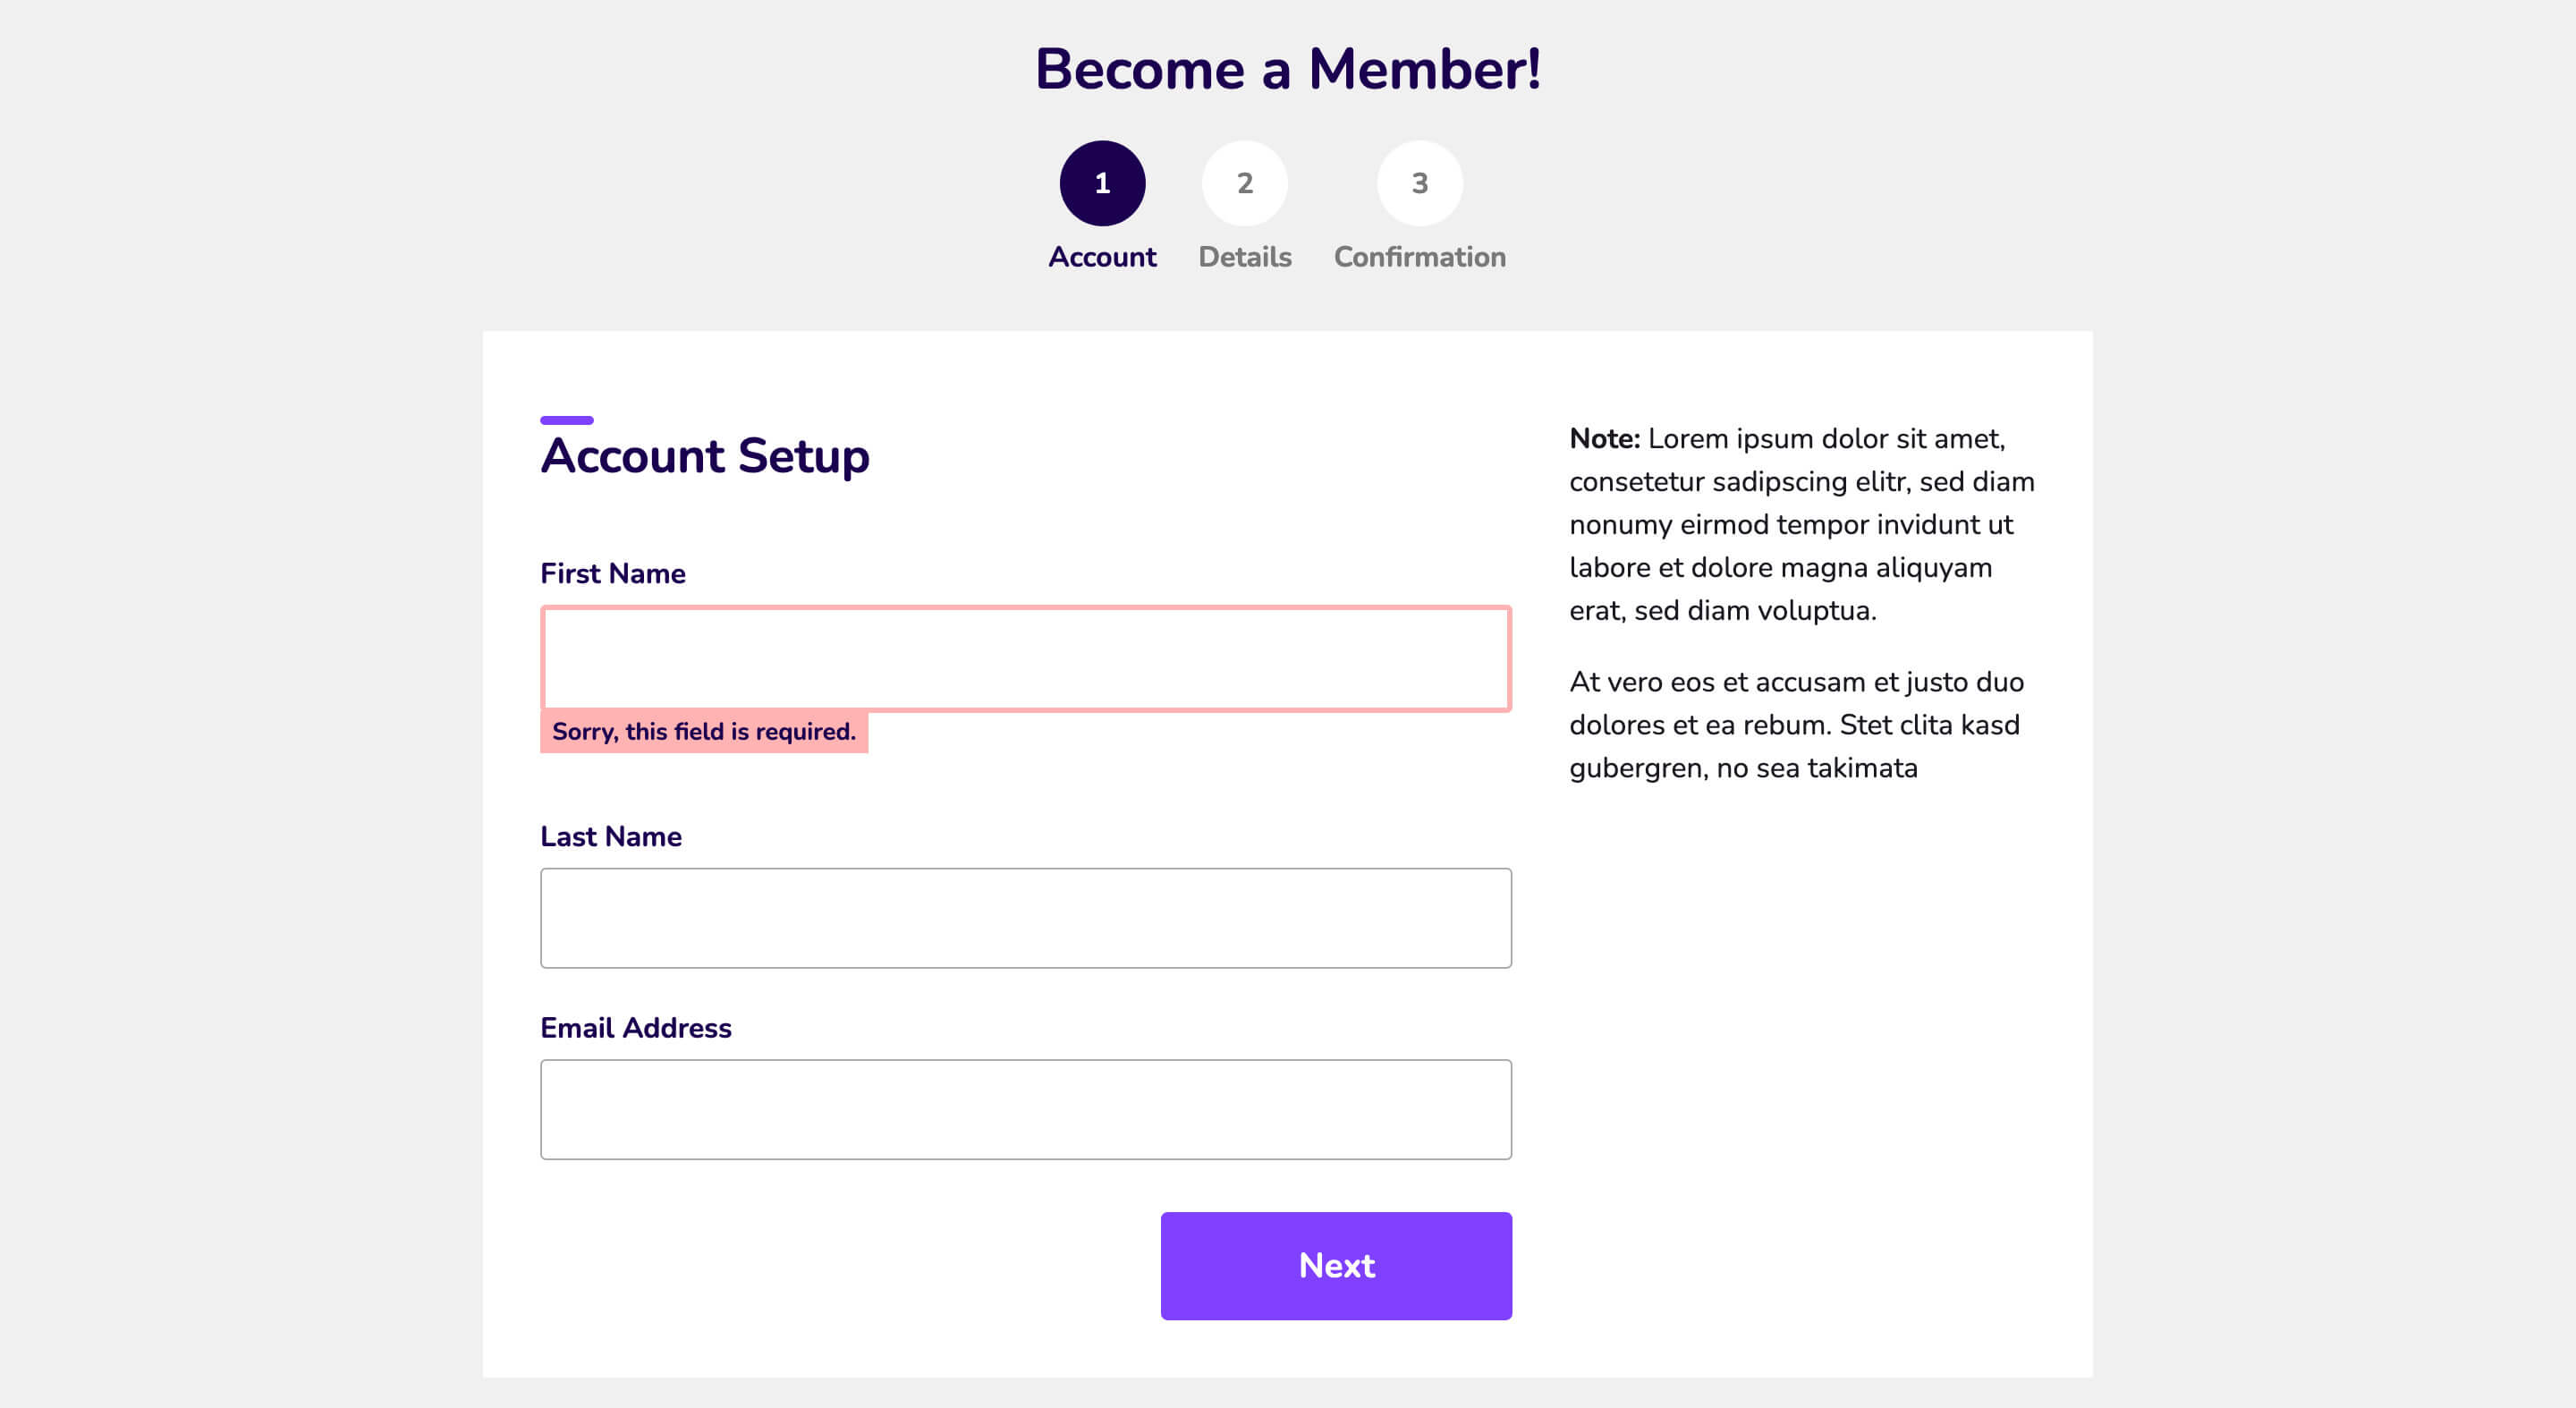 Become a Member!
1
2
3
Account
Details
Confirmation
Account Setup
First Name
Sorry, this field is required.
Last Name
Email Address
Next
Note: Lorem ipsum dolor sit amet,
consetetur sadipscing elitr, sed diam
nonumy eirmod tempor invidunt ut
labore et dolore magna aliquyam
erat, sed diam voluptua.
At vero eos et accusam et justo duo
dolores et ea rebum. Stet clita kasd
gubergren, no sea takimata